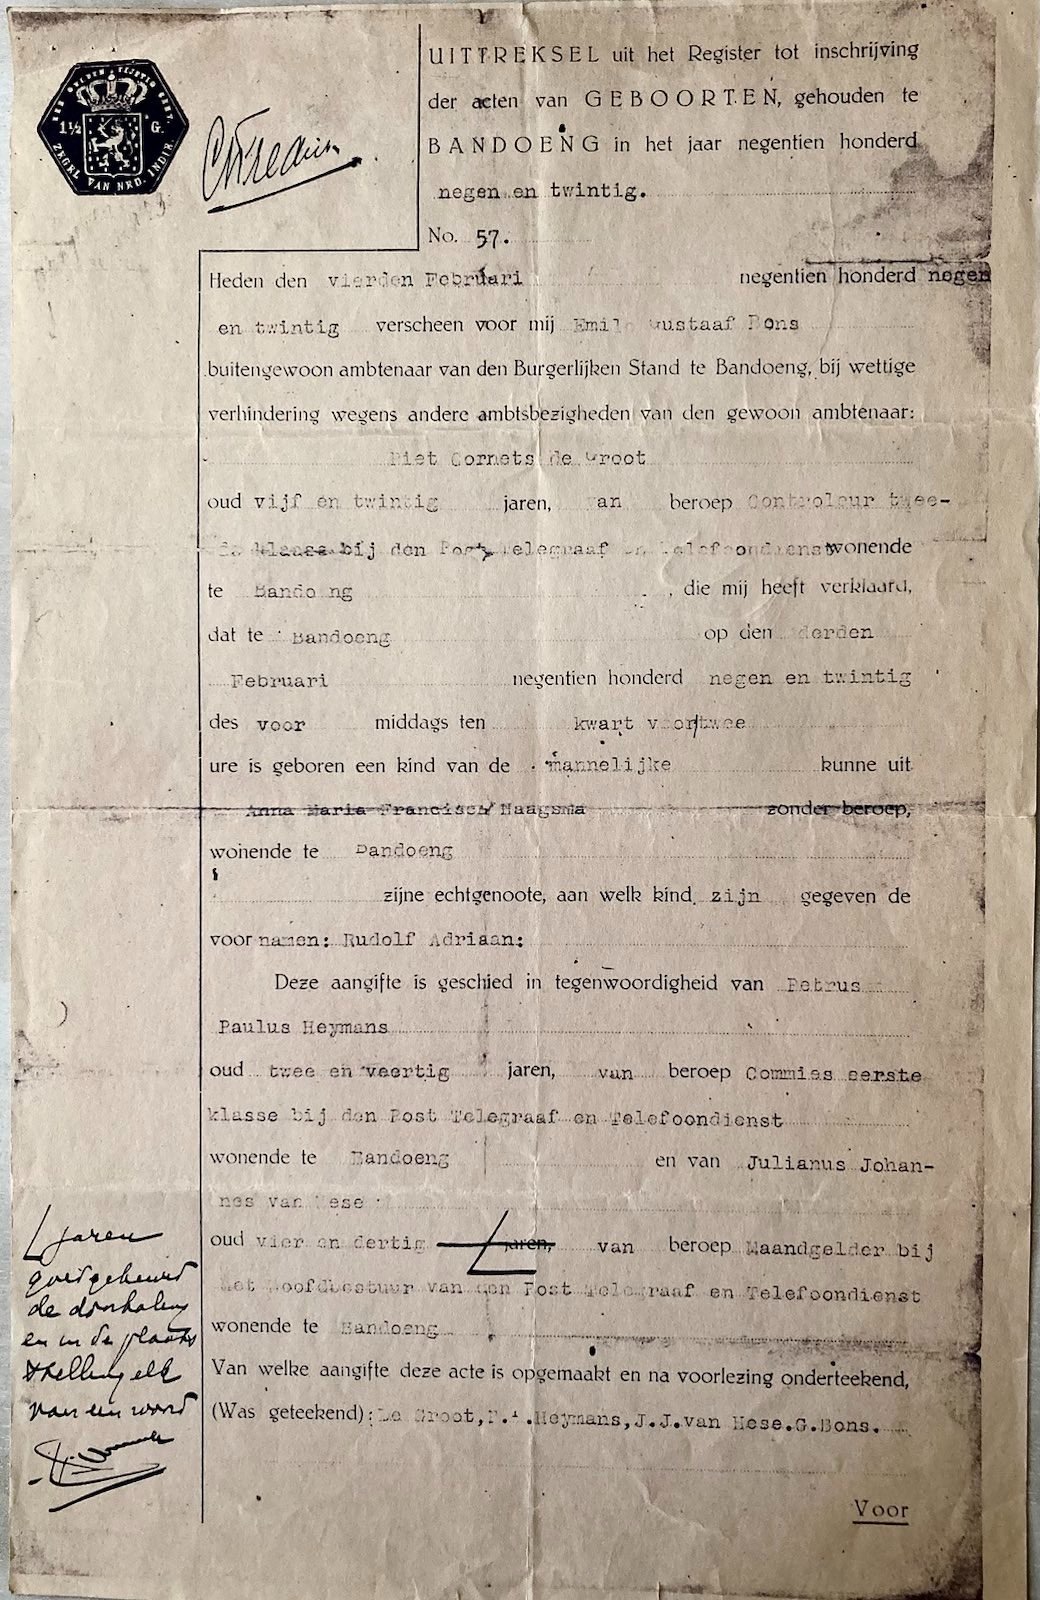 EEN GULDEN VIJFTIG CENT.
1½ G.
ZEGEL VAN NED. INDIË.
UITTREKSEL uit het Register tot inschrijving
der acten van GEBOORTEN, gehouden te
BANDOENG in het jaar negentien honderd
negen en twintig.
No. 57.
Heden den vierden Februari negentien honderd negen
en twintig verscheen voor mij Emile Gustaaf Bons
buitengewoon ambtenaar van den Burgerlijken Stand te Bandoeng, bij wettige
verhindering wegens andere ambtsbezigheden van den gewoon ambtenaar:
Piet Cornets de Groot
oud vijf en twintig jaren, van beroep Controleur twee-
de klasse bij den Post, Telegraaf en Telefoondienst wonende
te Bandoeng, die mij heeft verklaard,
dat te Bandoeng op den derden
Februari negentien honderd negen en twintig
des voor middags ten kwart voor twee
ure is geboren een kind van de mannelijke kunne uit
Anna Maria Francisca Haagsma zonder beroep,
wonende te Bandoeng
zijne echtgenoote, aan welk kind zijn gegeven de
voornamen: Rudolf Adriaan:
Deze aangifte is geschied in tegenwoordigheid van Petrus
Paulus Heymans
oud twee en veertig jaren, van beroep Commies eerste
klasse bij den Post Telegraaf en Telefoondienst
wonende te Bandoeng en van Julianus Johan-
nes van Hese
oud vier en dertig jaren, van beroep Maandgelder bij
het Hoofdbestuur van den Post Telegraaf en Telefoondienst
wonende te Bandoeng
Van welke aangifte deze acte is opgemaakt en na voorlezing onderteekend,
(Was geteekend): de Groot, P. Heymans, J.J. van Hese. G. Bons.
Voor
jaren
goedgekeurd
de doorhaling
en in de plaats
stelling elk
van een woord